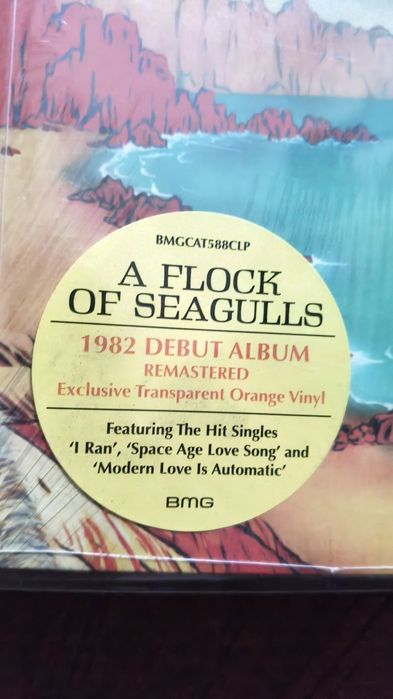 BMGCAT588CLP
A FLOCK
OF SEAGULLS
1982 DEBUT ALBUM
REMASTERED
Exclusive Transparent Orange Vinyl
Featuring The Hit Singles
'I Ran', 'Space Age Love Song' and
'Modern Love Is Automatic'
BMG